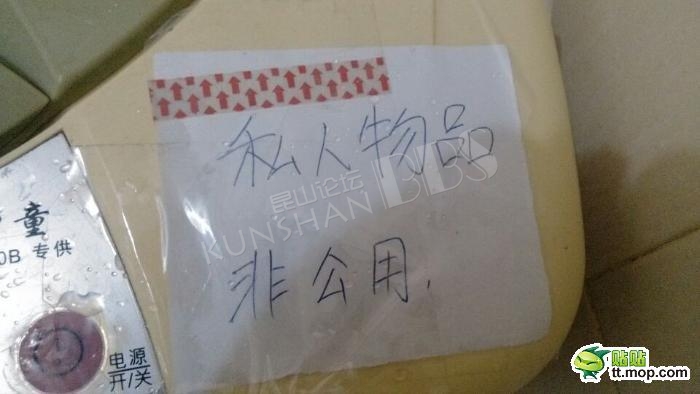 私人物品
昆山论坛 BBS
KUNSHAN
非公用.
童
0B 专供
电源
开/关
贴贴
tt.mop.com